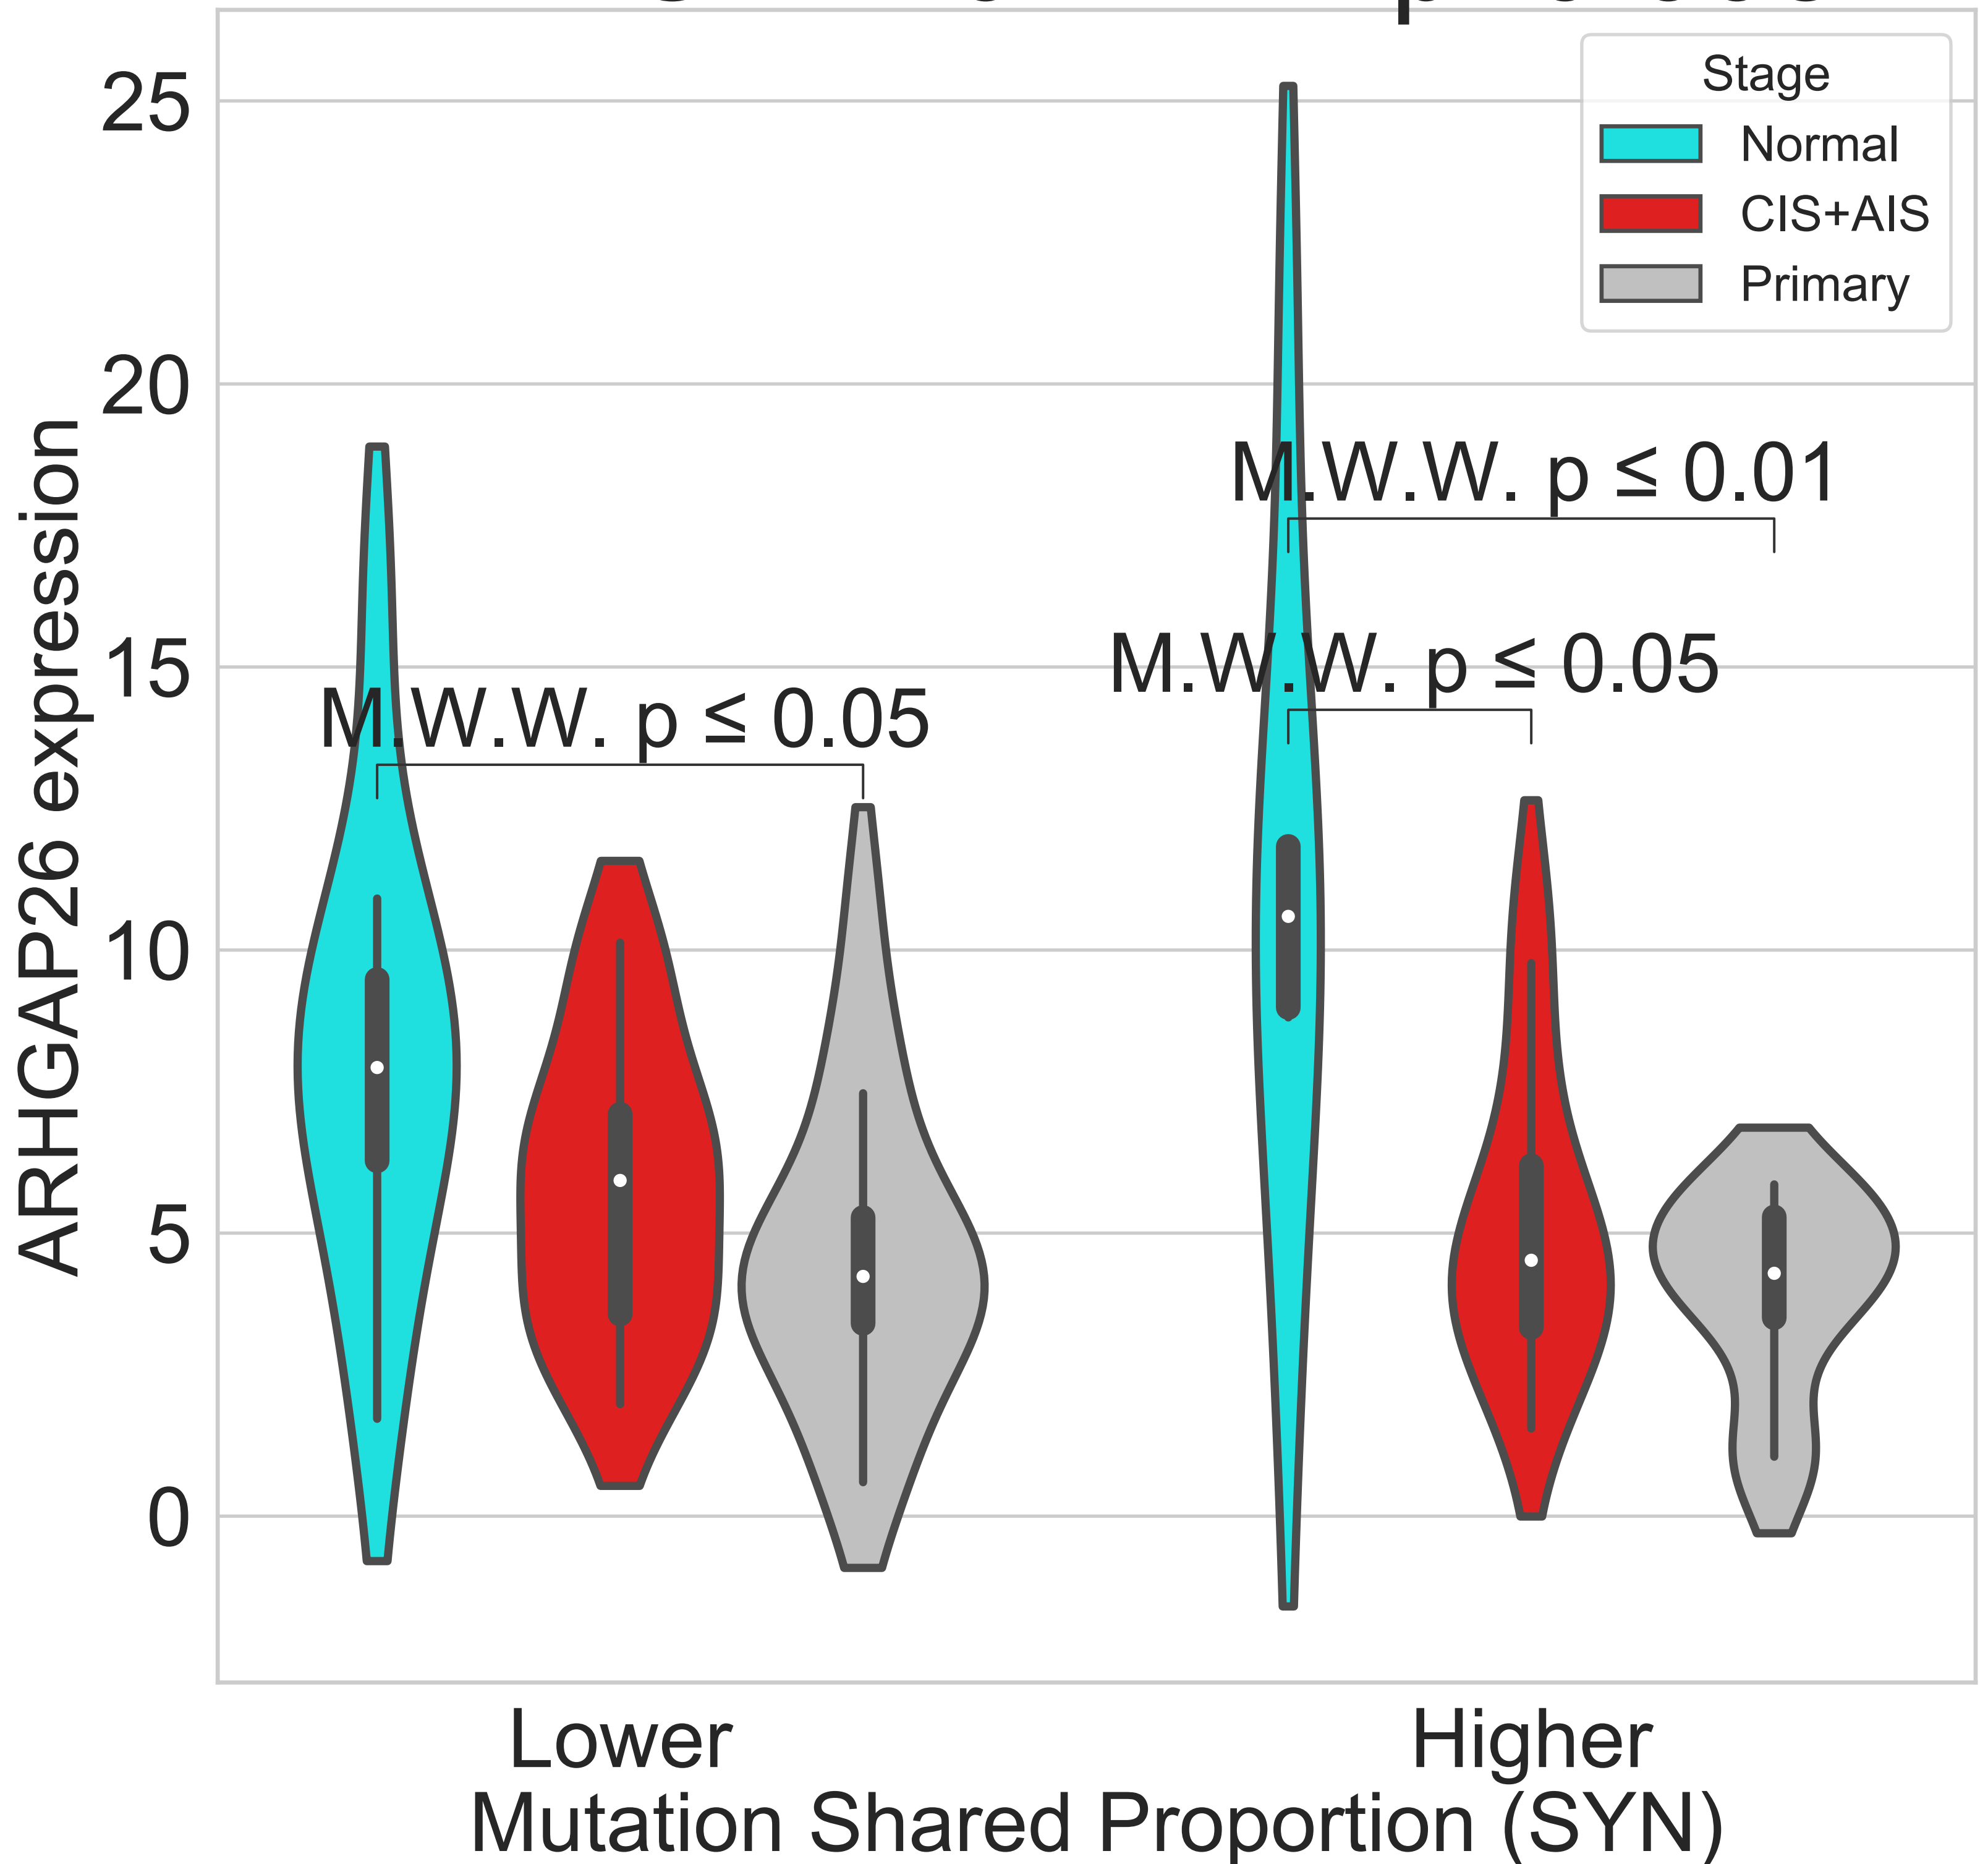 Stage
Normal
CIS+AIS
Primary
25
20
15
10
5
0
ARHGAP26 expression
M.W.W. p ≤ 0.01
M.W.W. p ≤ 0.05
M.W.W. p ≤ 0.05
Lower
Higher
Mutation Shared Proportion (SYN)